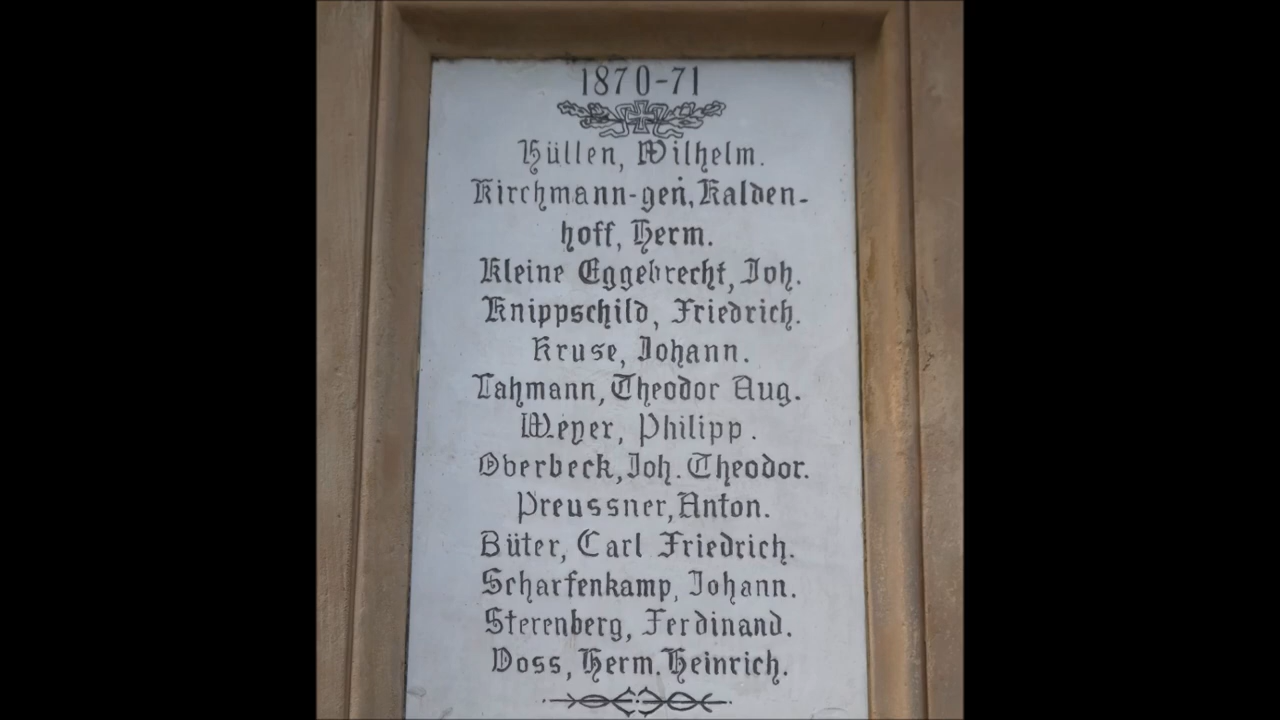 1870-71
Hüllen, Wilhelm.
Kirchmann-gen. Kalden-
hoff, Herm.
Kleine Eggebrecht, Joh.
Knippschild, Friedrich.
Kruse, Johann.
Lahmann, Theodor Aug.
Meyer, Philipp.
Oberbeck, Joh. Theodor.
Preussner, Anton.
Büter, Carl Friedrich.
Scharfenkamp, Johann.
Sterenberg, Ferdinand.
Voss, Herm. Heinrich.